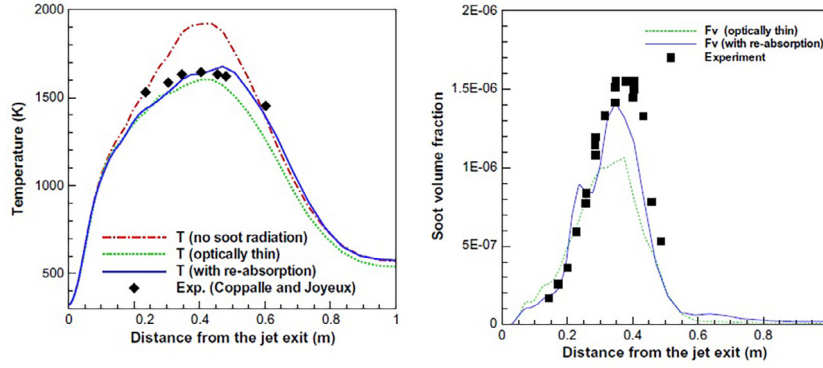 2000
1600
1200
1000
500
Temperature (K)
T (no soot radiation)
T (optically thin)
T (with re-absorption)
Exp. (Coppalle and Joyeux)
0
0.2
0.4
0.6
0.8
1
Distance from the jet exit (m)
2E-06
1.5E-06
1E-06
5E-07
0
Soot volume fraction
Fv (optically thin)
Fv (with re-absorption)
Experiment
0
0.2
0.4
0.6
0.8
Distance from the jet exit (m)